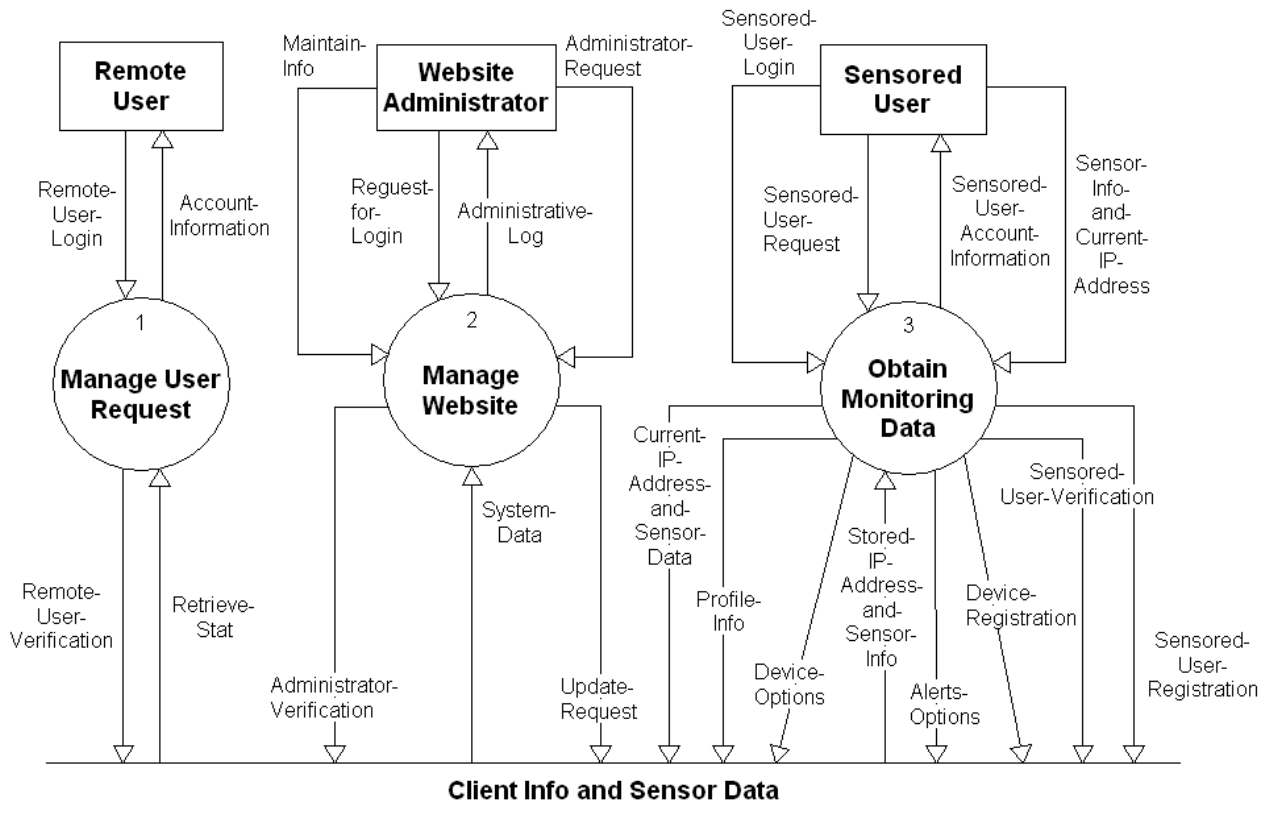 Remote
User
Maintain-
Info
Website
Administrator
Administrator-
Request
Sensored-
User-
Login
Sensored
User
Remote-
User-
Login
Account-
Information
Reguest-
for-
Login
Administrative-
Log
Sensored-
User-
Request
Sensored-
User-
Account-
Information
Sensor-
Info-
and-
Current-
IP-
Address
1
Manage User
Request
2
Manage
Website
3
Obtain
Monitoring
Data
Remote-
User-
Verification
Retrieve-
Stat
Administrator-
Verification
System-
Data
Update-
Request
Current-
IP-
Address-
and-
Sensor-
Data
Profile-
Info
Device-
Options
Stored-
IP-
Address-
and-
Sensor-
Info
Alerts-
Options
Device-
Registration
Sensored-
User-Verification
Sensored-
User-
Registration
Client Info and Sensor Data